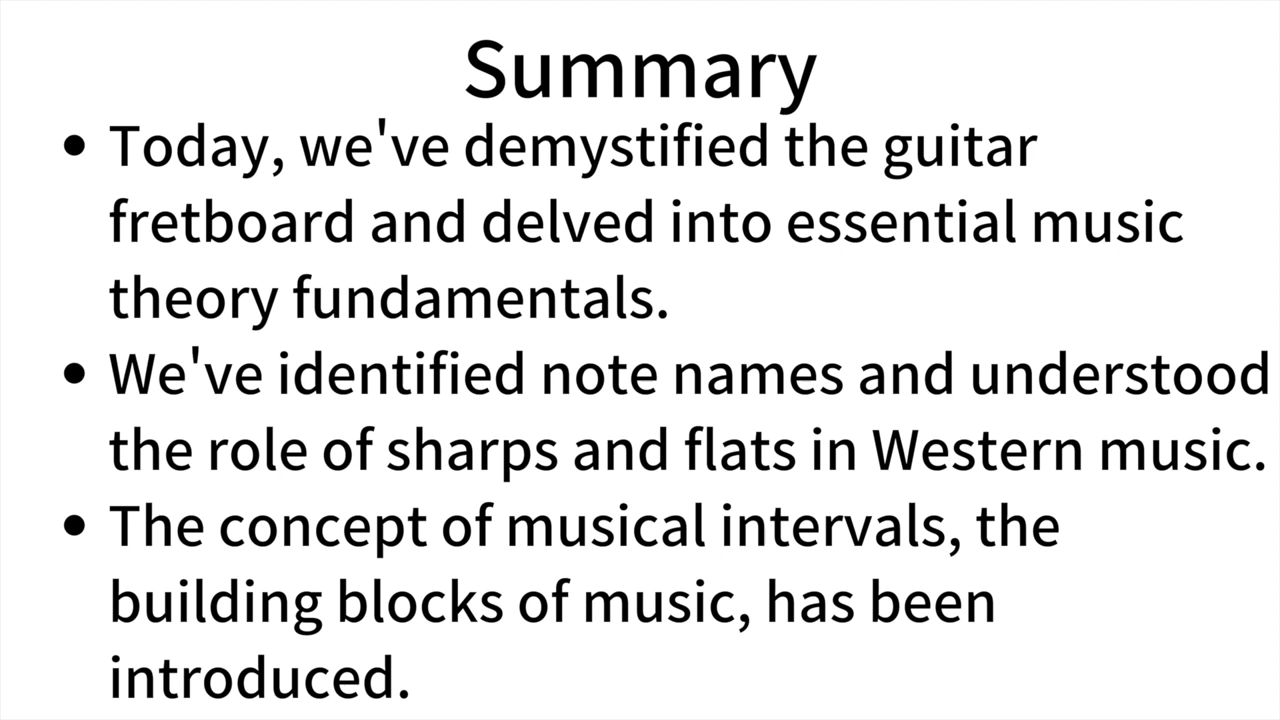 Summary
• Today, we've demystified the guitar
fretboard and delved into essential music
theory fundamentals.
• We've identified note names and understood
the role of sharps and flats in Western music.
• The concept of musical intervals, the
building blocks of music, has been
introduced.